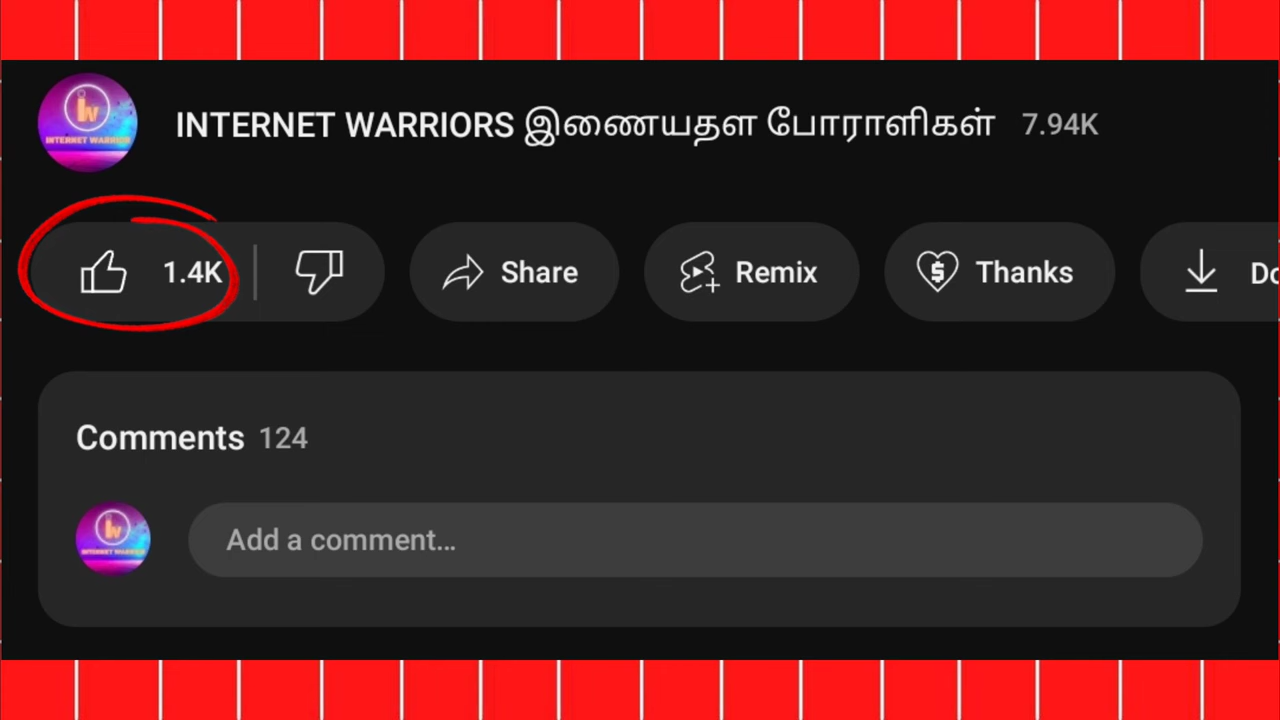 INTERNET WARRIORS இணையதள போராளிகள் 7.94K
1.4K Share Remix Thanks
Comments 124
Add a comment...